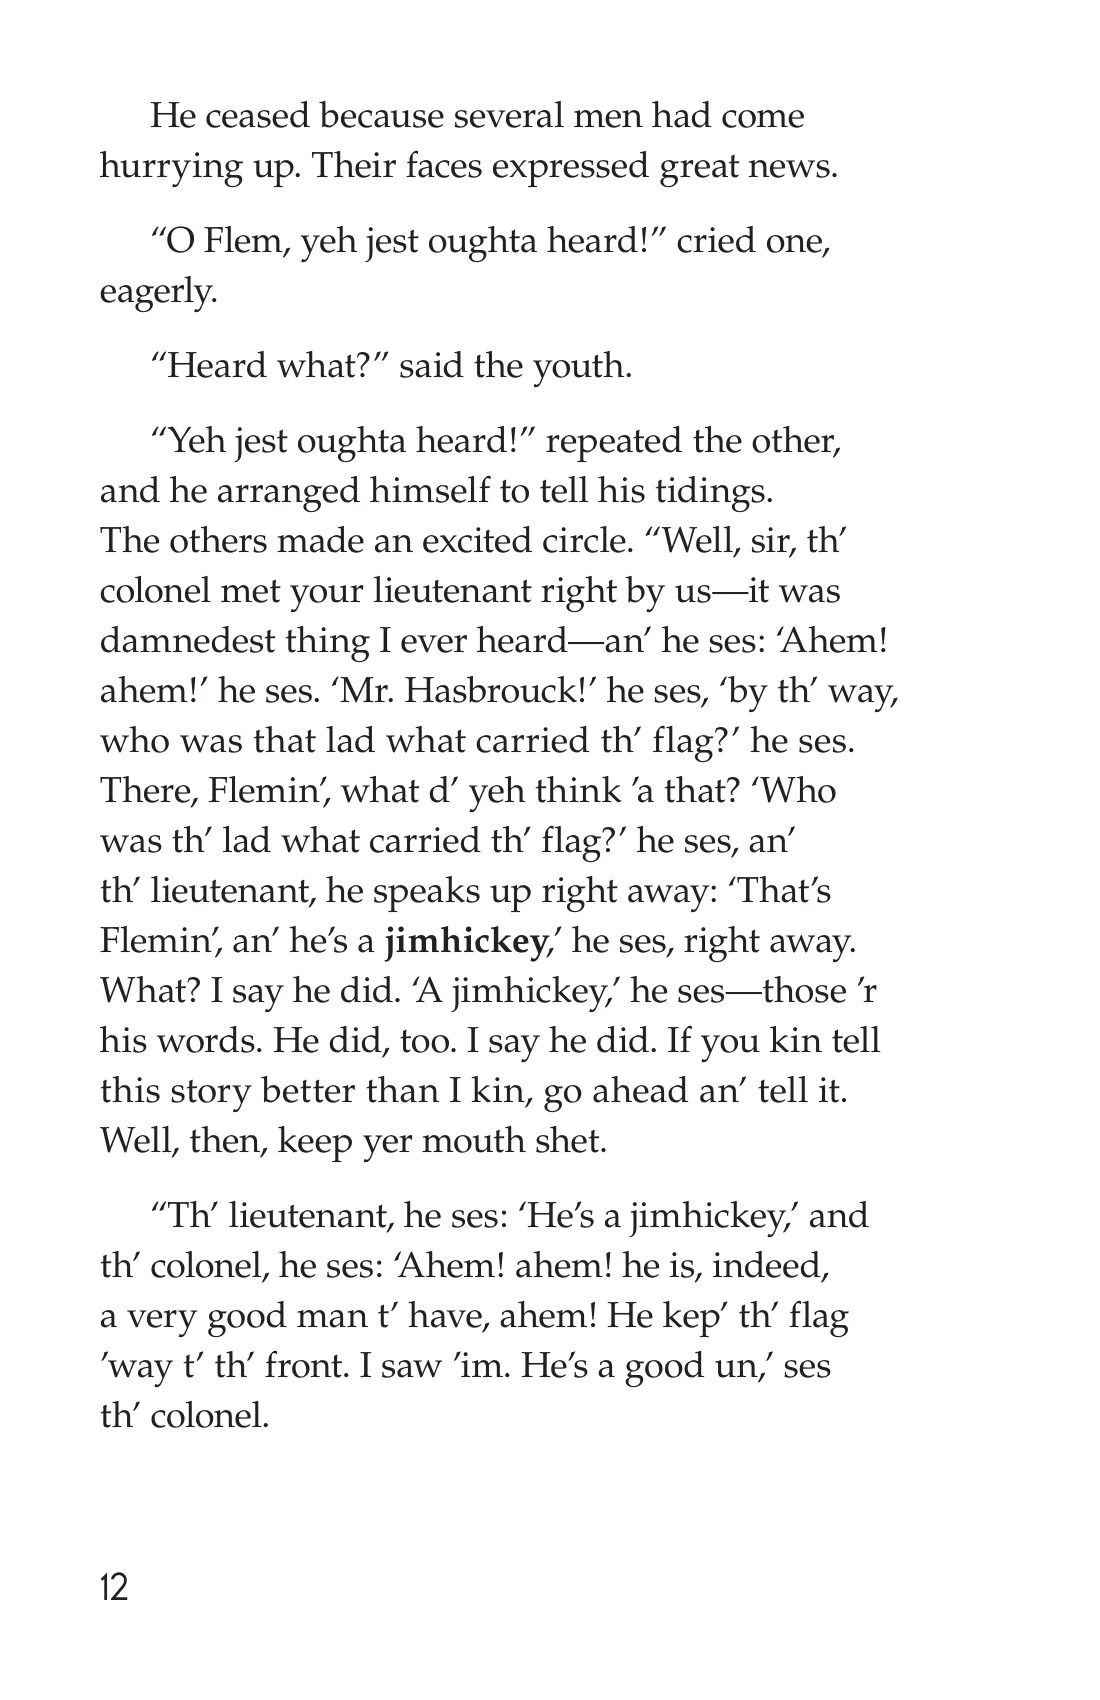 He ceased because several men had come
hurrying up. Their faces expressed great news.
“O Flem, yeh jest oughta heard!” cried one,
eagerly.
“Heard what?” said the youth.
“Yeh jest oughta heard!” repeated the other,
and he arranged himself to tell his tidings.
The others made an excited circle. “Well, sir, th’
colonel met your lieutenant right by us—it was
damnedest thing I ever heard—an’ he ses: ‘Ahem!
ahem!’ he ses. ‘Mr. Hasbrouck!’ he ses, ‘by th’ way,
who was that lad what carried th’ flag?’ he ses.
There, Flemin’, what d’ yeh think ’a that? ‘Who
was th’ lad what carried th’ flag?’ he ses, an’
th’ lieutenant, he speaks up right away: ‘That’s
Flemin’, an’ he’s a jimhickey,’ he ses, right away.
What? I say he did. ‘A jimhickey,’ he ses—those ’r
his words. He did, too. I say he did. If you kin tell
this story better than I kin, go ahead an’ tell it.
Well, then, keep yer mouth shet.
“Th’ lieutenant, he ses: ‘He’s a jimhickey,’ and
th’ colonel, he ses: ‘Ahem! ahem! he is, indeed,
a very good man t’ have, ahem! He kep’ th’ flag
’way t’ th’ front. I saw ’im. He’s a good un,’ ses
th’ colonel.
12